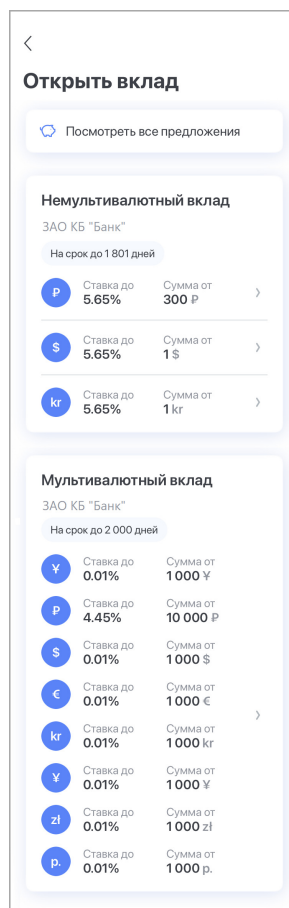 Открыть вклад
Посмотреть все предложения
Немультивалютный вклад
ЗАО КБ "Банк"
На срок до 1 801 дней
₽ Ставка до Сумма от
5.65% 300 ₽
$ Ставка до Сумма от
5.65% 1 $
kr Ставка до Сумма от
5.65% 1 kr
Мультивалютный вклад
ЗАО КБ "Банк"
На срок до 2 000 дней
¥ Ставка до Сумма от
0.01% 1 000 ¥
₽ Ставка до Сумма от
4.45% 10 000 ₽
$ Ставка до Сумма от
0.01% 1 000 $
€ Ставка до Сумма от
0.01% 1 000 €
kr Ставка до Сумма от
0.01% 1 000 kr
¥ Ставка до Сумма от
0.01% 1 000 ¥
zł Ставка до Сумма от
0.01% 1 000 zł
р. Ставка до Сумма от
0.01% 1 000 р.